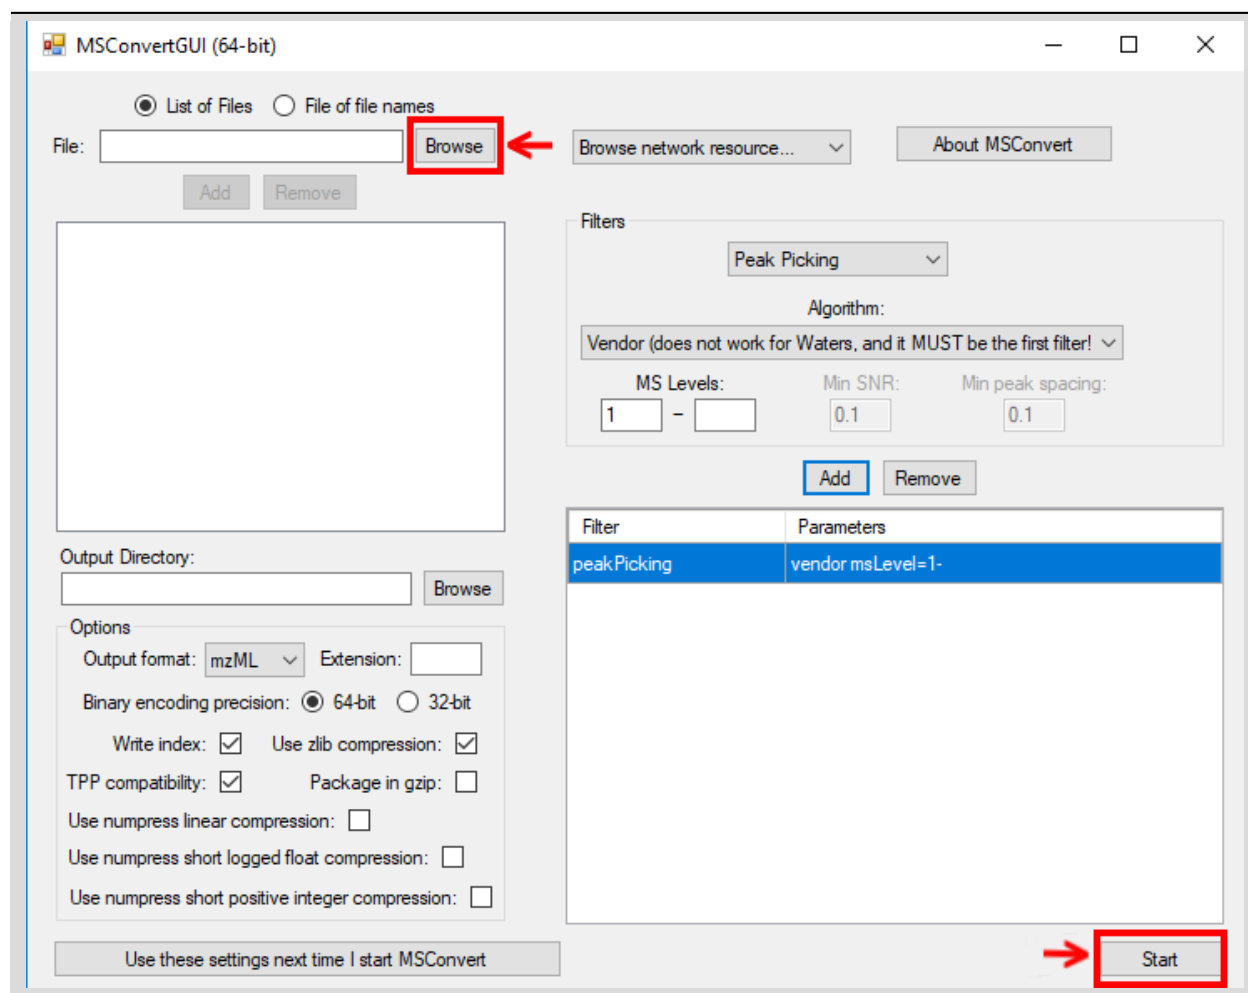 MSConvertGUI (64-bit)
List of Files File of file names
File: Browse Browse network resource... About MSConvert
Add Remove
Filters
Peak Picking
Algorithm:
Vendor (does not work for Waters, and it MUST be the first filter!
MS Levels: Min SNR: Min peak spacing:
1 - 0.1 0.1
Add Remove
Filter Parameters
peakPicking vendor msLevel=1-
Output Directory:
Browse
Options
Output format: mzML Extension:
Binary encoding precision: 64-bit 32-bit
Write index: Use zlib compression:
TPP compatibility: Package in gzip:
Use numpress linear compression:
Use numpress short logged float compression:
Use numpress short positive integer compression:
Use these settings next time I start MSConvert Start